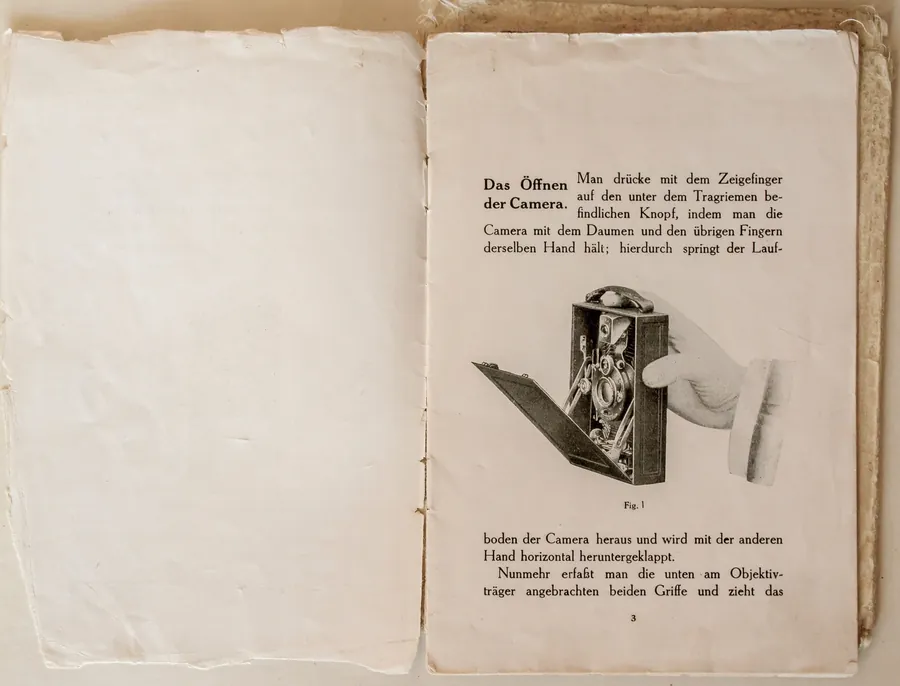 Das Öffnen
der Camera.
Man drücke mit dem Zeigefinger
auf den unter dem Tragriemen be-
findlichen Knopf, indem man die
Camera mit dem Daumen und den übrigen Fingern
derselben Hand hält; hierdurch springt der Lauf-
Fig. 1
boden der Camera heraus und wird mit der anderen
Hand horizontal heruntergeklappt.
Nunmehr erfaßt man die unten am Objektiv-
träger angebrachten beiden Griffe und zieht das
3